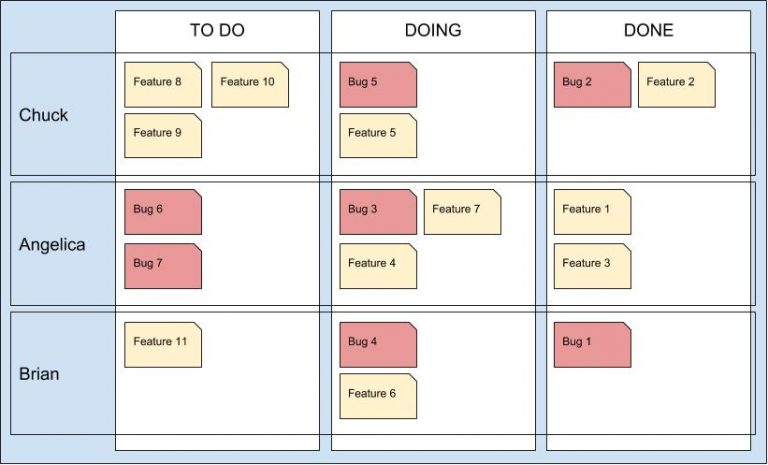 TO DO
DOING
DONE
Chuck
Feature 8
Feature 10
Feature 9
Bug 5
Feature 5
Bug 2
Feature 2
Angelica
Bug 6
Bug 7
Bug 3
Feature 7
Feature 4
Feature 1
Feature 3
Brian
Feature 11
Bug 4
Feature 6
Bug 1